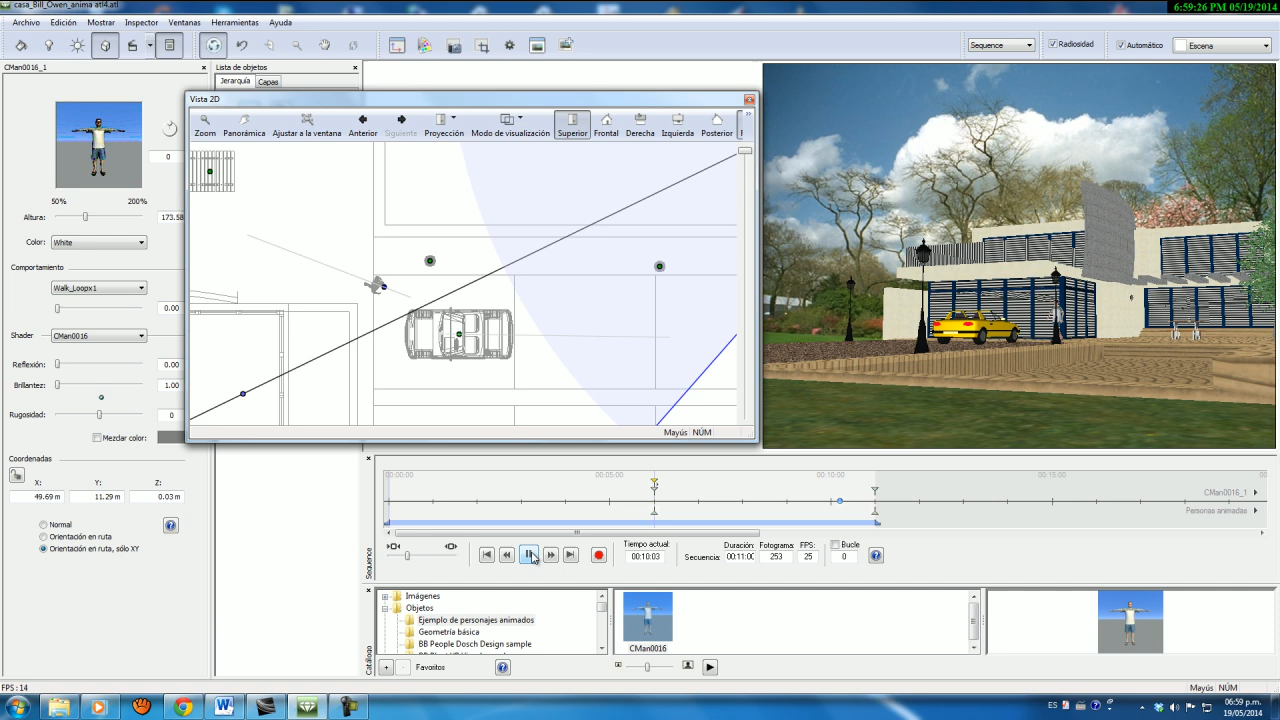 casa_Bill_Owen_anima atl4.atl
6:59:26 PM 05/19/2014
Archivo Edición Mostrar Inspector Ventanas Herramientas Ayuda
Sequence Radiosidad Automático Escena
CMan0016_1
Lista de objetos
Jerarquía Capas
Vista 2D
Zoom Panorámica Ajustar a la ventana Anterior Siguiente Proyección Modo de visualización Superior Frontal Derecha Izquierda Posterior
0
50% 200%
Altura: 173.58
Color: White
Comportamiento
Walk_Loopx1
0.00
Shader: CMan0016
Reflexión: 0.00
Brillantez: 1.00
Rugosidad: 0
Mezclar color:
Coordenadas
X: Y: Z:
49.69 m 11.29 m 0.03 m
Normal
Orientación en ruta
Orientación en ruta, sólo XY
Mayús NÚM
00:00:00 00:05:00 00:10:00 00:15:00 00
CMan0016_1
Personas animadas
Sequence
Tiempo actual: Duración: Fotograma: FPS: Bucle
00:10:03 Secuencia: 00:11:00 253 25 0
Catálogo
Imágenes
Objetos
Ejemplo de personajes animados
Geometría básica
BB People Dosch Design sample
CMan0016
Favoritos
FPS: 14
Mayús NÚM
ES
06:59 p.m.
19/05/2014